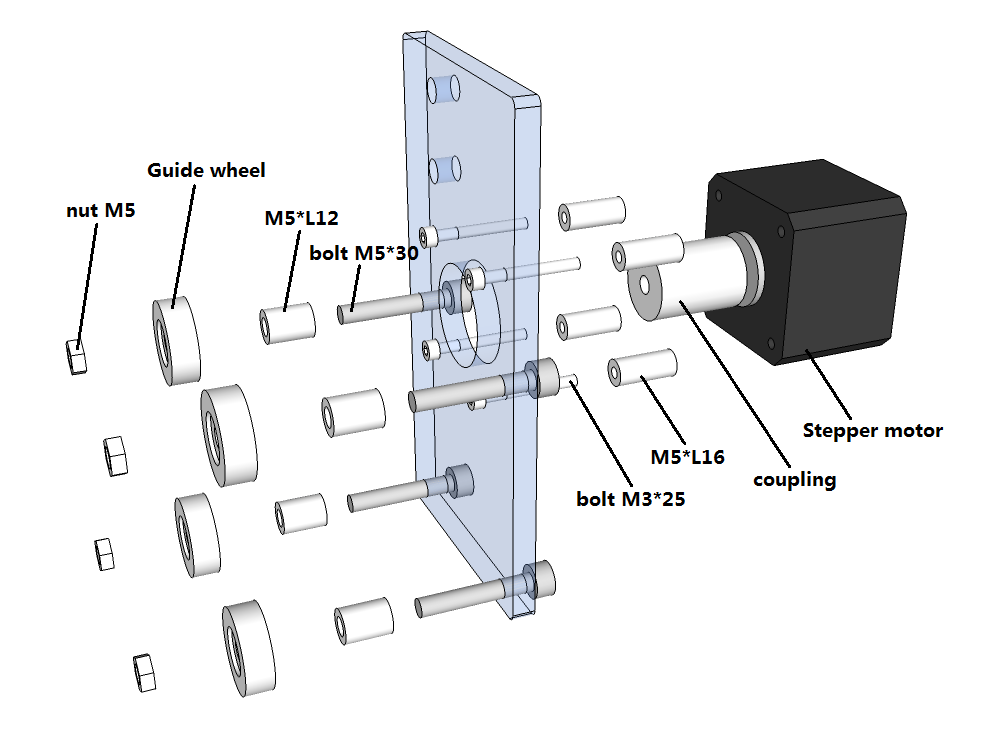 Guide wheel
nut M5
M5*L12
bolt M5*30
Stepper motor
M5*L16
coupling
bolt M3*25